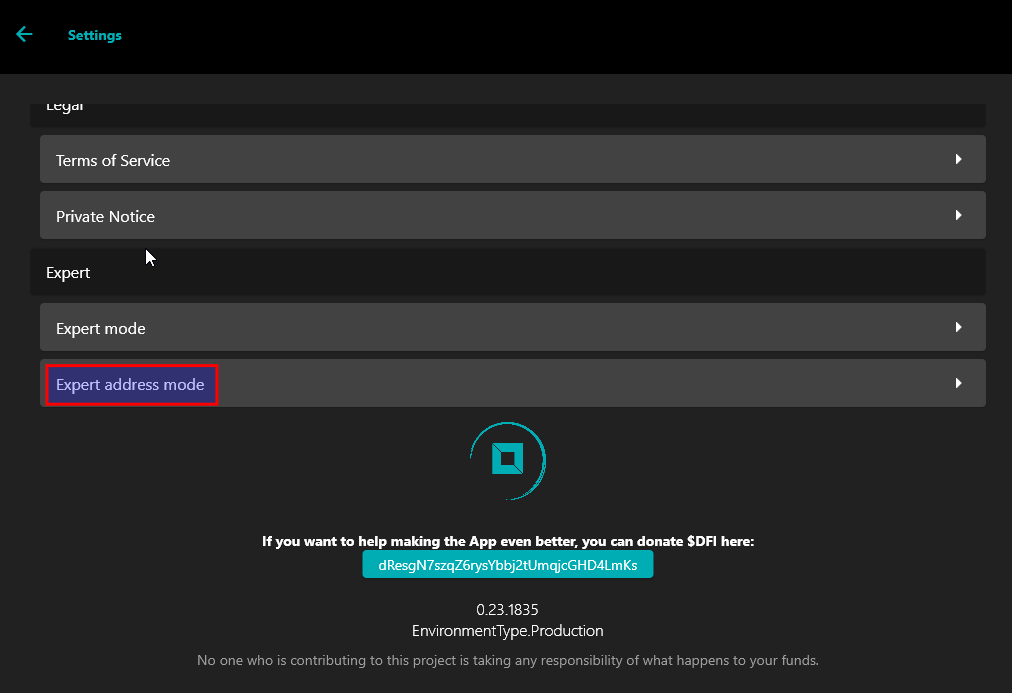 Settings
Legal
Terms of Service
Private Notice
Expert
Expert mode
Expert address mode
If you want to help making the App even better, you can donate $DFI here:
dResgN7szqZ6rysYbbj2tUmqjcGHD4LmKs
0.23.1835
EnvironmentType.Production
No one who is contributing to this project is taking any responsibility of what happens to your funds.